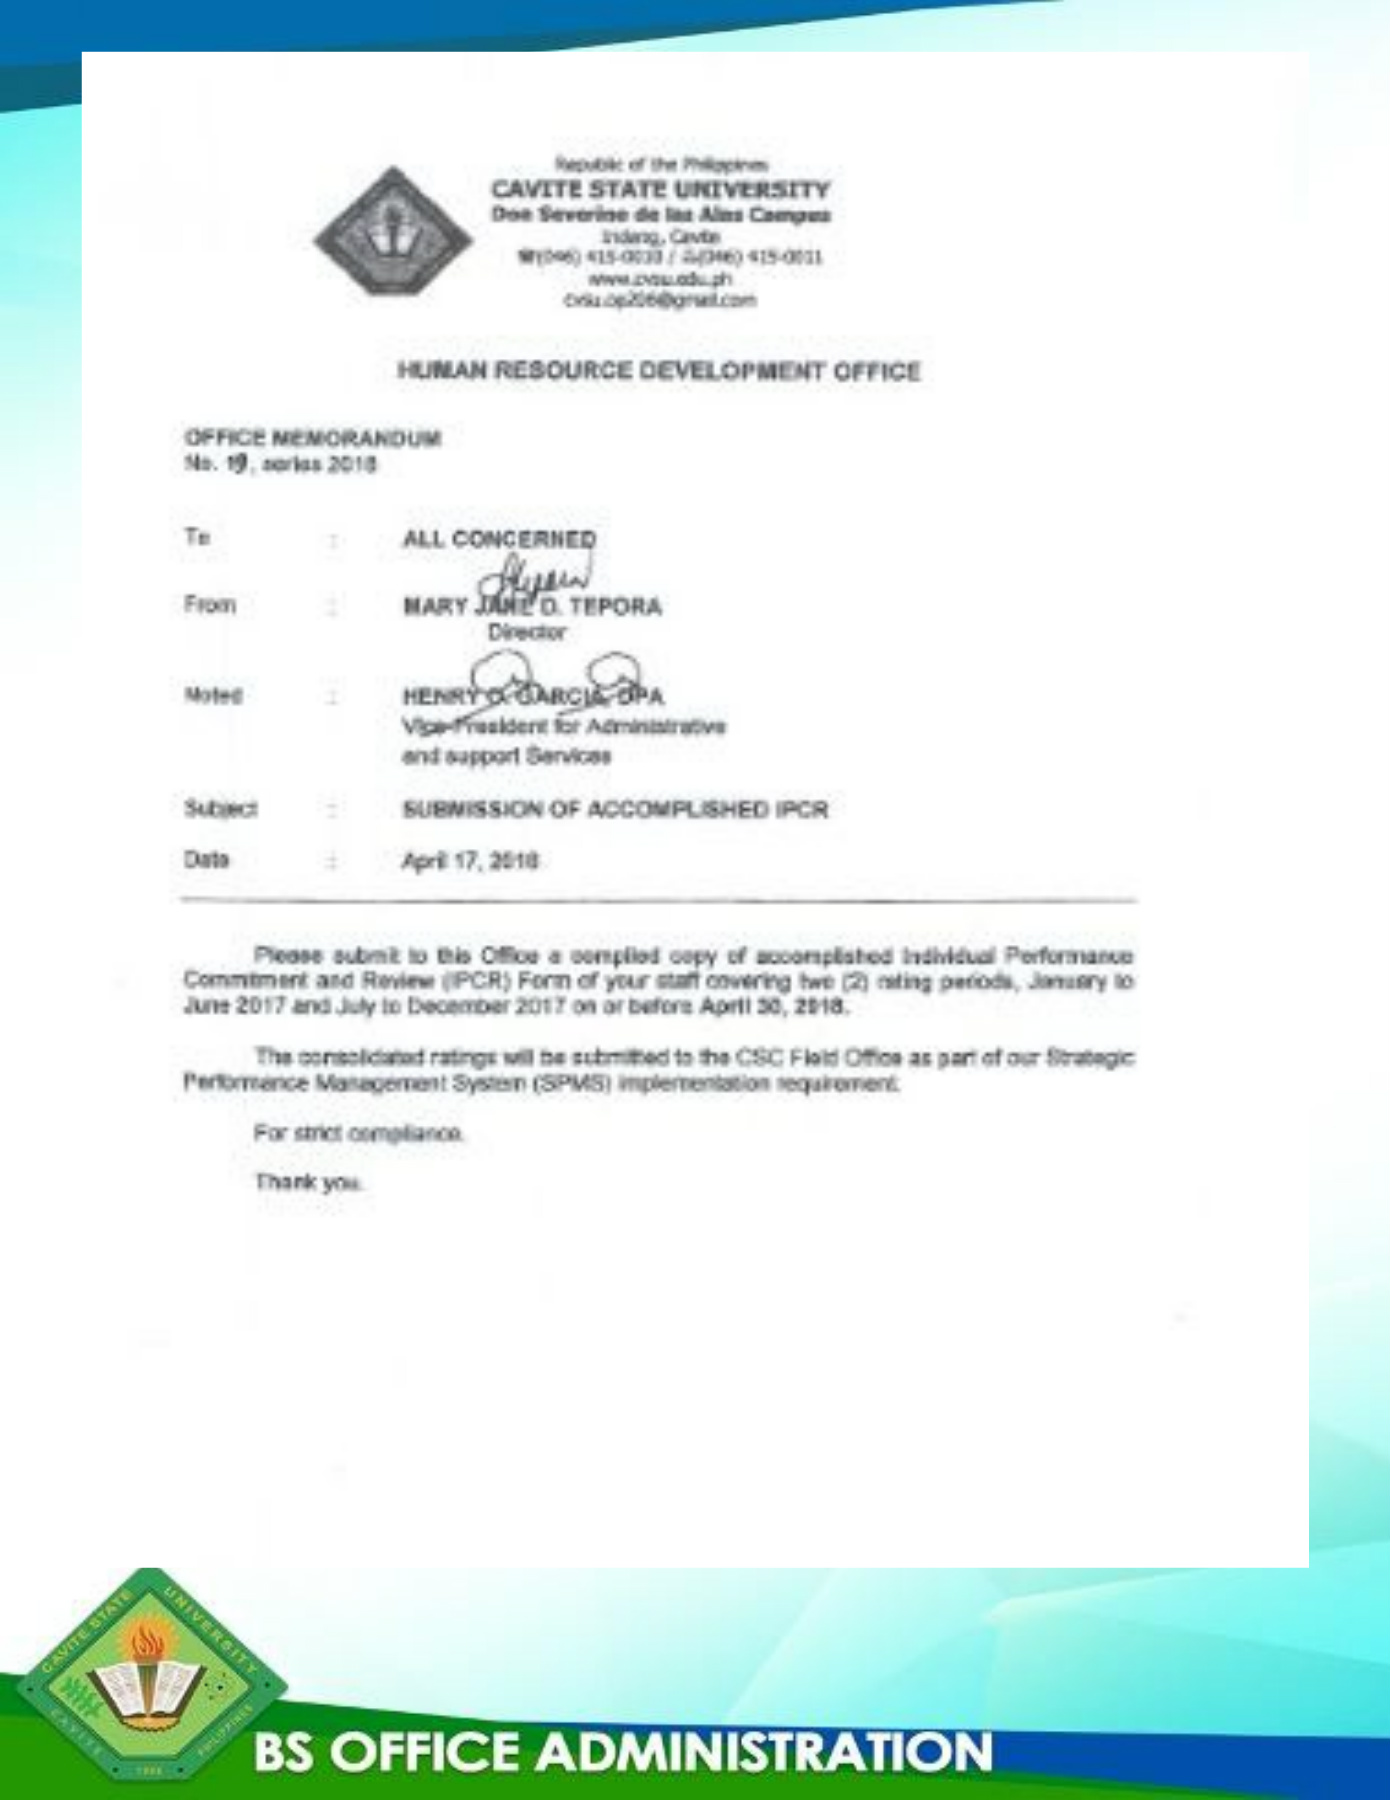 Republic of the Philippines
CAVITE STATE UNIVERSITY
Don Severino de las Alas Campus
Indang, Cavite
☎(046) 415-0010 / (046) 415-0011
www.cvsu.edu.ph
cvsu.op206@gmail.com
HUMAN RESOURCE DEVELOPMENT OFFICE
OFFICE MEMORANDUM
No. 19, series 2018
To : ALL CONCERNED
From : MARY JANE D. TEPORA
Director
Noted : HENRY O. GARCIA, DPA
Vice-President for Administrative
and support Services
Subject : SUBMISSION OF ACCOMPLISHED IPCR
Date : April 17, 2018
Please submit to this Office a compiled copy of accomplished Individual Performance
Commitment and Review (IPCR) Form of your staff covering two (2) rating periods, January to
June 2017 and July to December 2017 on or before April 30, 2018.
The consolidated ratings will be submitted to the CSC Field Office as part of our Strategic
Performance Management System (SPMS) implementation requirement.
For strict compliance.
Thank you.
CAVITE STATE UNIVERSITY
CAVITE PHILIPPINES
1906
BS OFFICE ADMINISTRATION